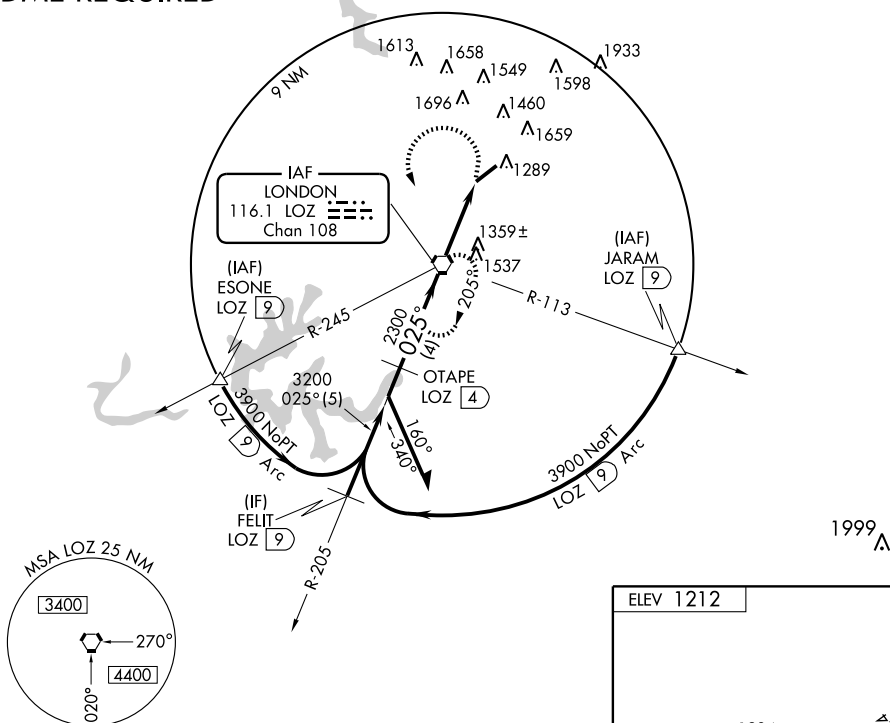 DME REQUIRED
1613
1658
1933
1549
1598
9 NM
1696
1460
1659
1289
IAF
LONDON
116.1 LOZ
Chan 108
1359±
1537
(IAF)
JARAM
LOZ 9
(IAF)
ESONE
LOZ 9
205°
R-113
R-245
2300
025°
(4)
OTAPE
LOZ 4
3200
025° (5)
3900 NoPT
LOZ 9 Arc
160°
340°
3900 NoPT
LOZ 9 Arc
(IF)
FELIT
LOZ 9
R-205
1999
MSA LOZ 25 NM
3400
270°
4400
020°
ELEV 1212